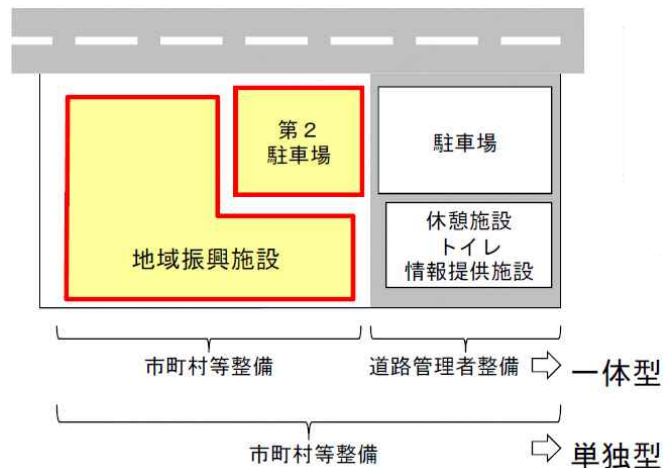 第２
駐車場
駐車場
地域振興施設
休憩施設
トイレ
情報提供施設
市町村等整備
道路管理者整備
一体型
市町村等整備
単独型